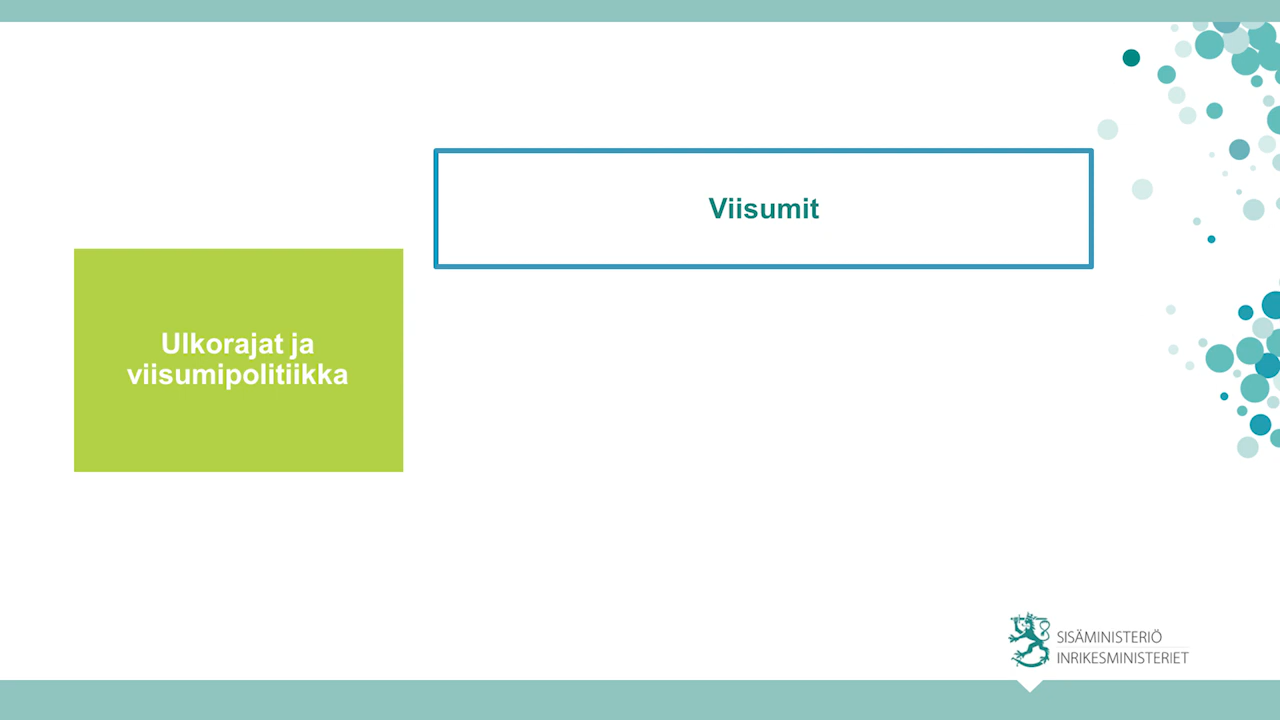 Viisumit
Ulkorajat ja
viisumipolitiikka
SISÄMINISTERIÖ
INRIKESMINISTERIET